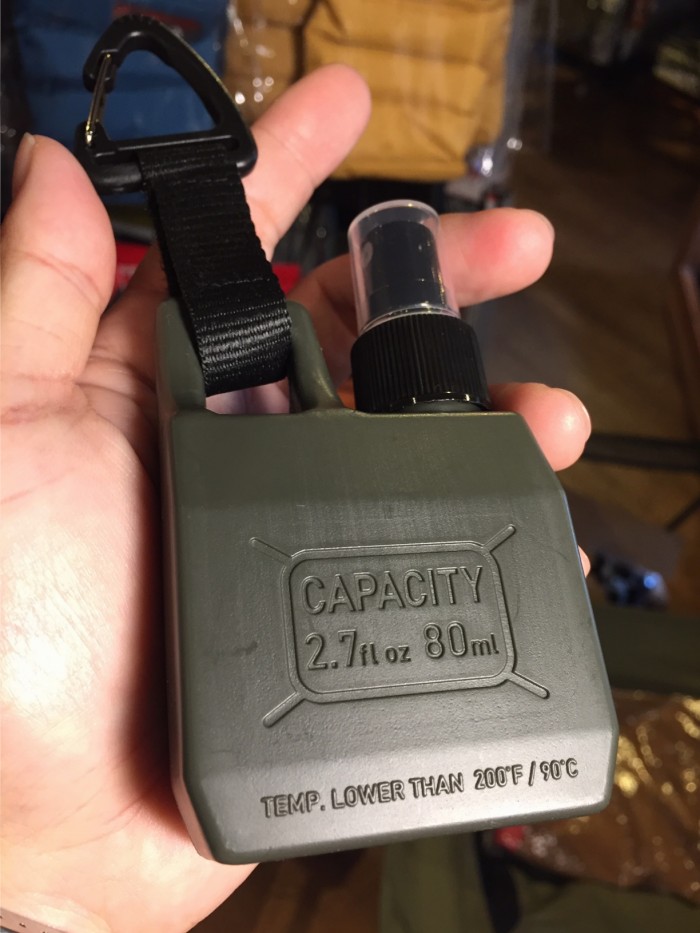 CAPACITY
2.7fl oz 80ml
TEMP. LOWER THAN 200°F / 90°C